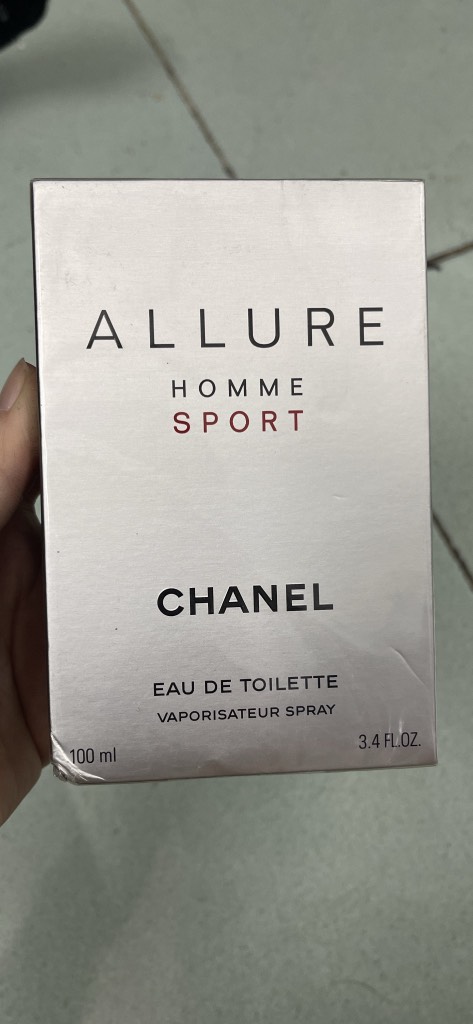 ALLURE
HOMME
SPORT
CHANEL
EAU DE TOILETTE
VAPORISATEUR SPRAY
100 ml 3.4 FL.OZ.